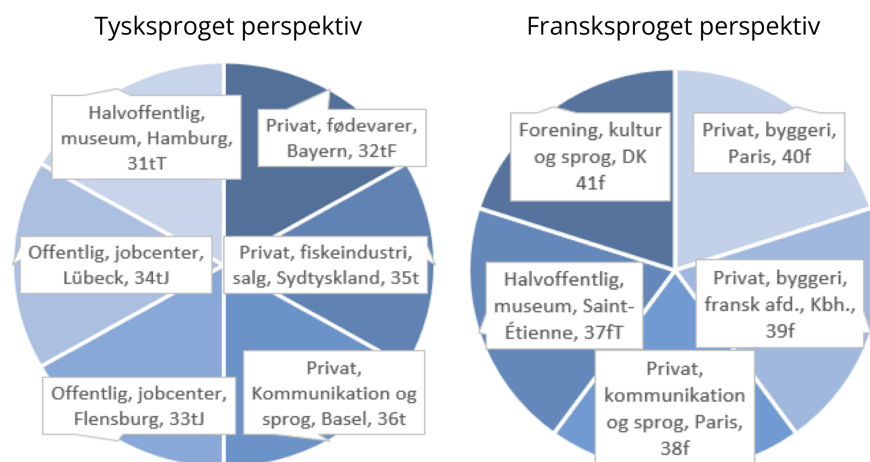 Tysksproget perspektiv
Halvoffentlig,
museum, Hamburg,
31tT
Privat, fødevarer,
Bayern, 32tF
Offentlig, jobcenter,
Lübeck, 34tJ
Privat, fiskeindustri,
salg, Sydtyskland, 35t
Offentlig, jobcenter,
Flensburg, 33tJ
Privat,
Kommunikation og
sprog, Basel, 36t
Fransksproget perspektiv
Forening, kultur
og sprog, DK
41f
Privat, byggeri,
Paris, 40f
Halvoffentlig,
museum, Saint-
Étienne, 37fT
Privat, byggeri,
fransk afd., Kbh.,
39f
Privat,
kommunikation
og sprog, Paris,
38f